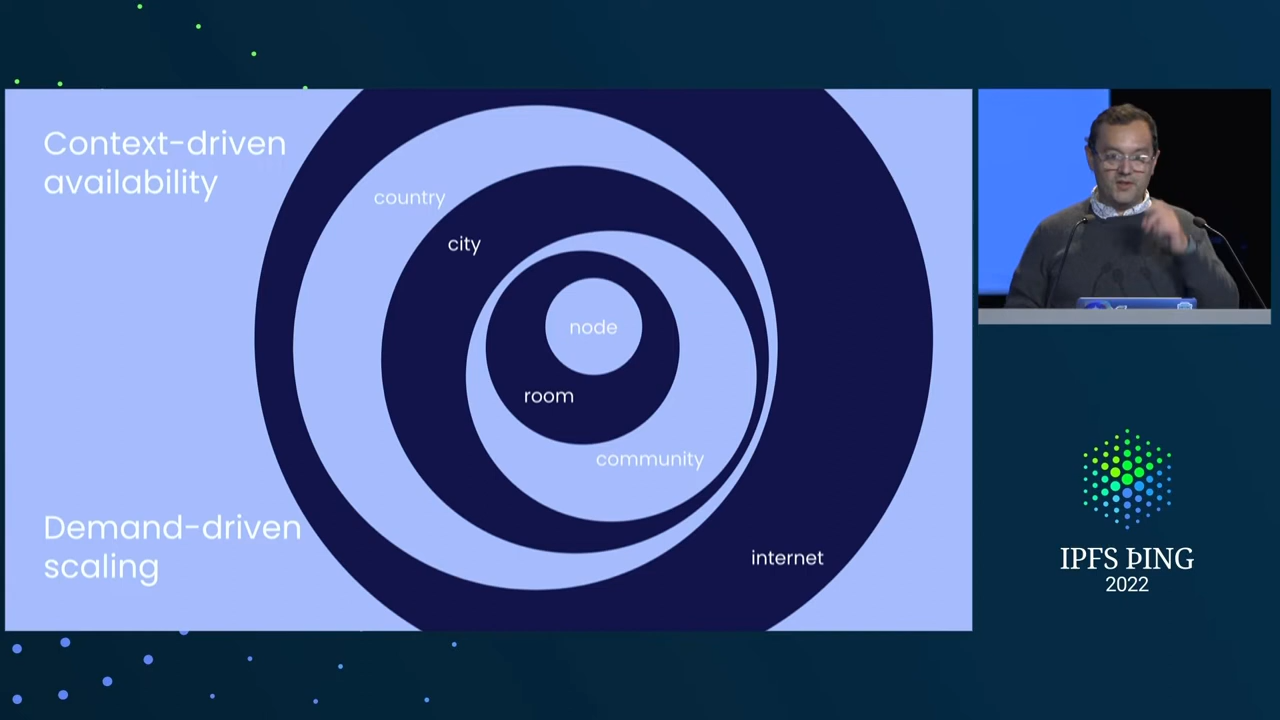 Context-driven
availability
country
city
node
room
community
Demand-driven
scaling
internet
IPFS ÞING
2022